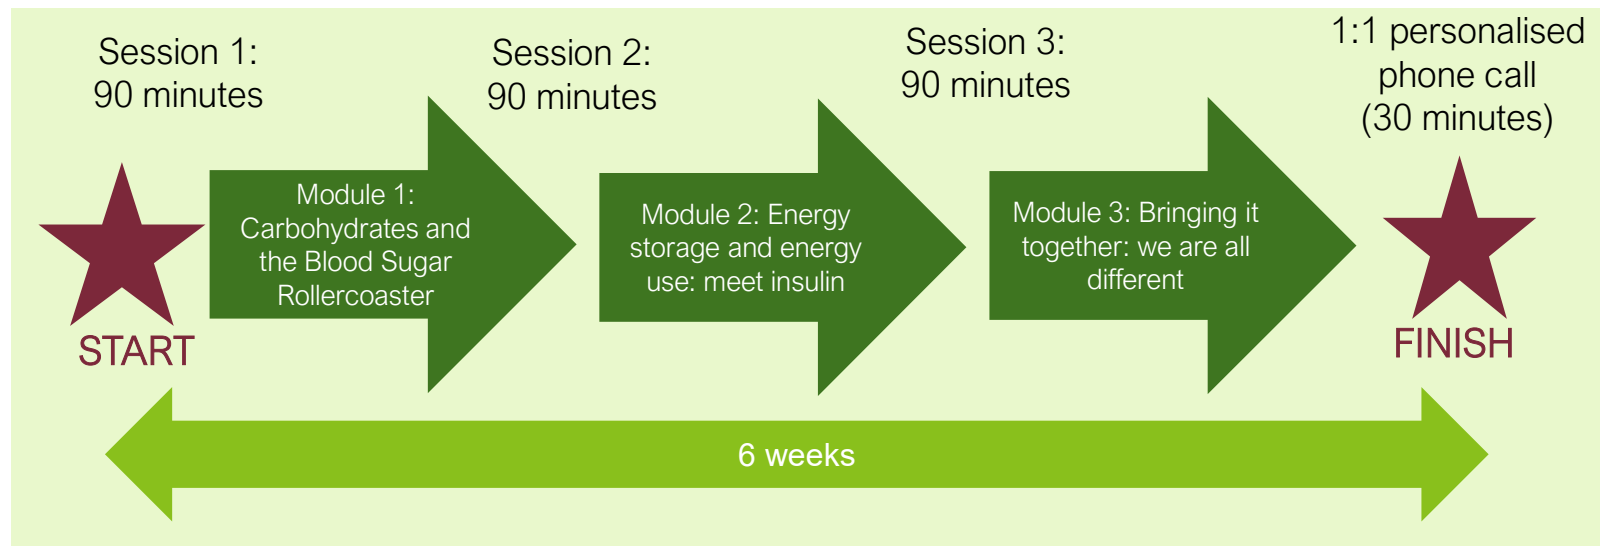 Session 1:
90 minutes
Session 2:
90 minutes
Session 3:
90 minutes
1:1 personalised
phone call
(30 minutes)
START
Module 1:
Carbohydrates and
the Blood Sugar
Rollercoaster
Module 2: Energy
storage and energy
use: meet insulin
Module 3: Bringing it
together: we are all
different
FINISH
6 weeks